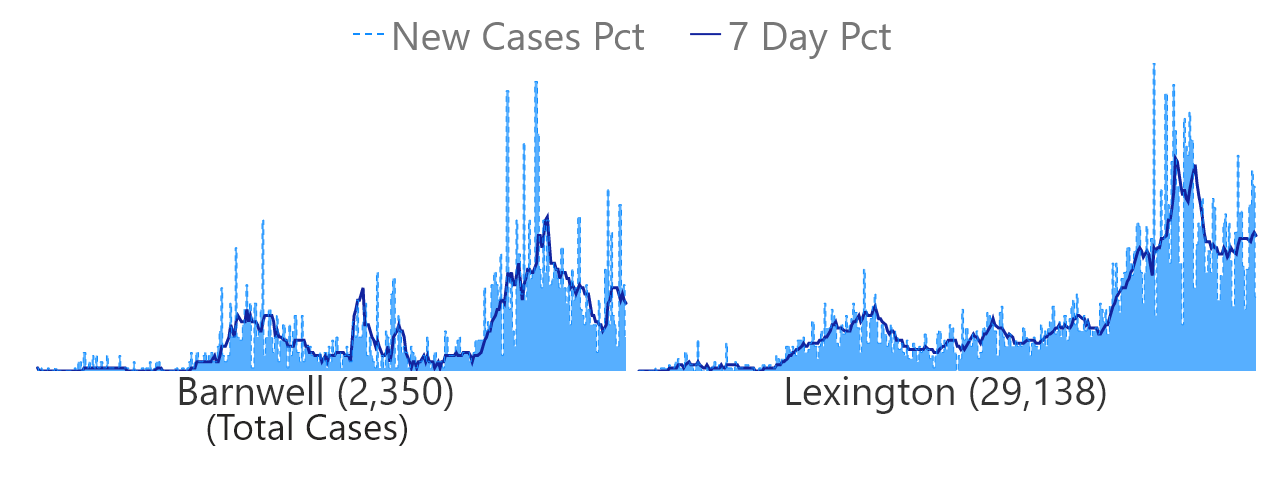 New Cases Pct 7 Day Pct
Barnwell (2,350) Lexington (29,138)
(Total Cases)